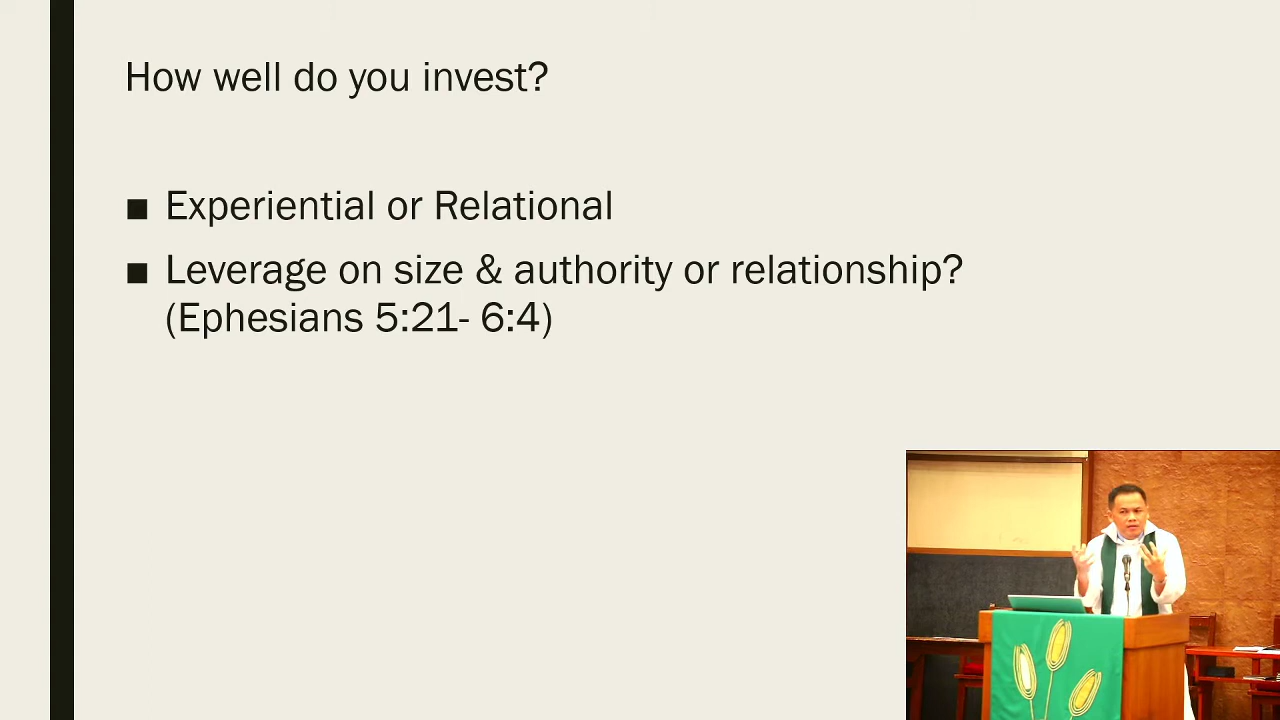 How well do you invest?
■ Experiential or Relational
■ Leverage on size & authority or relationship?
(Ephesians 5:21- 6:4)